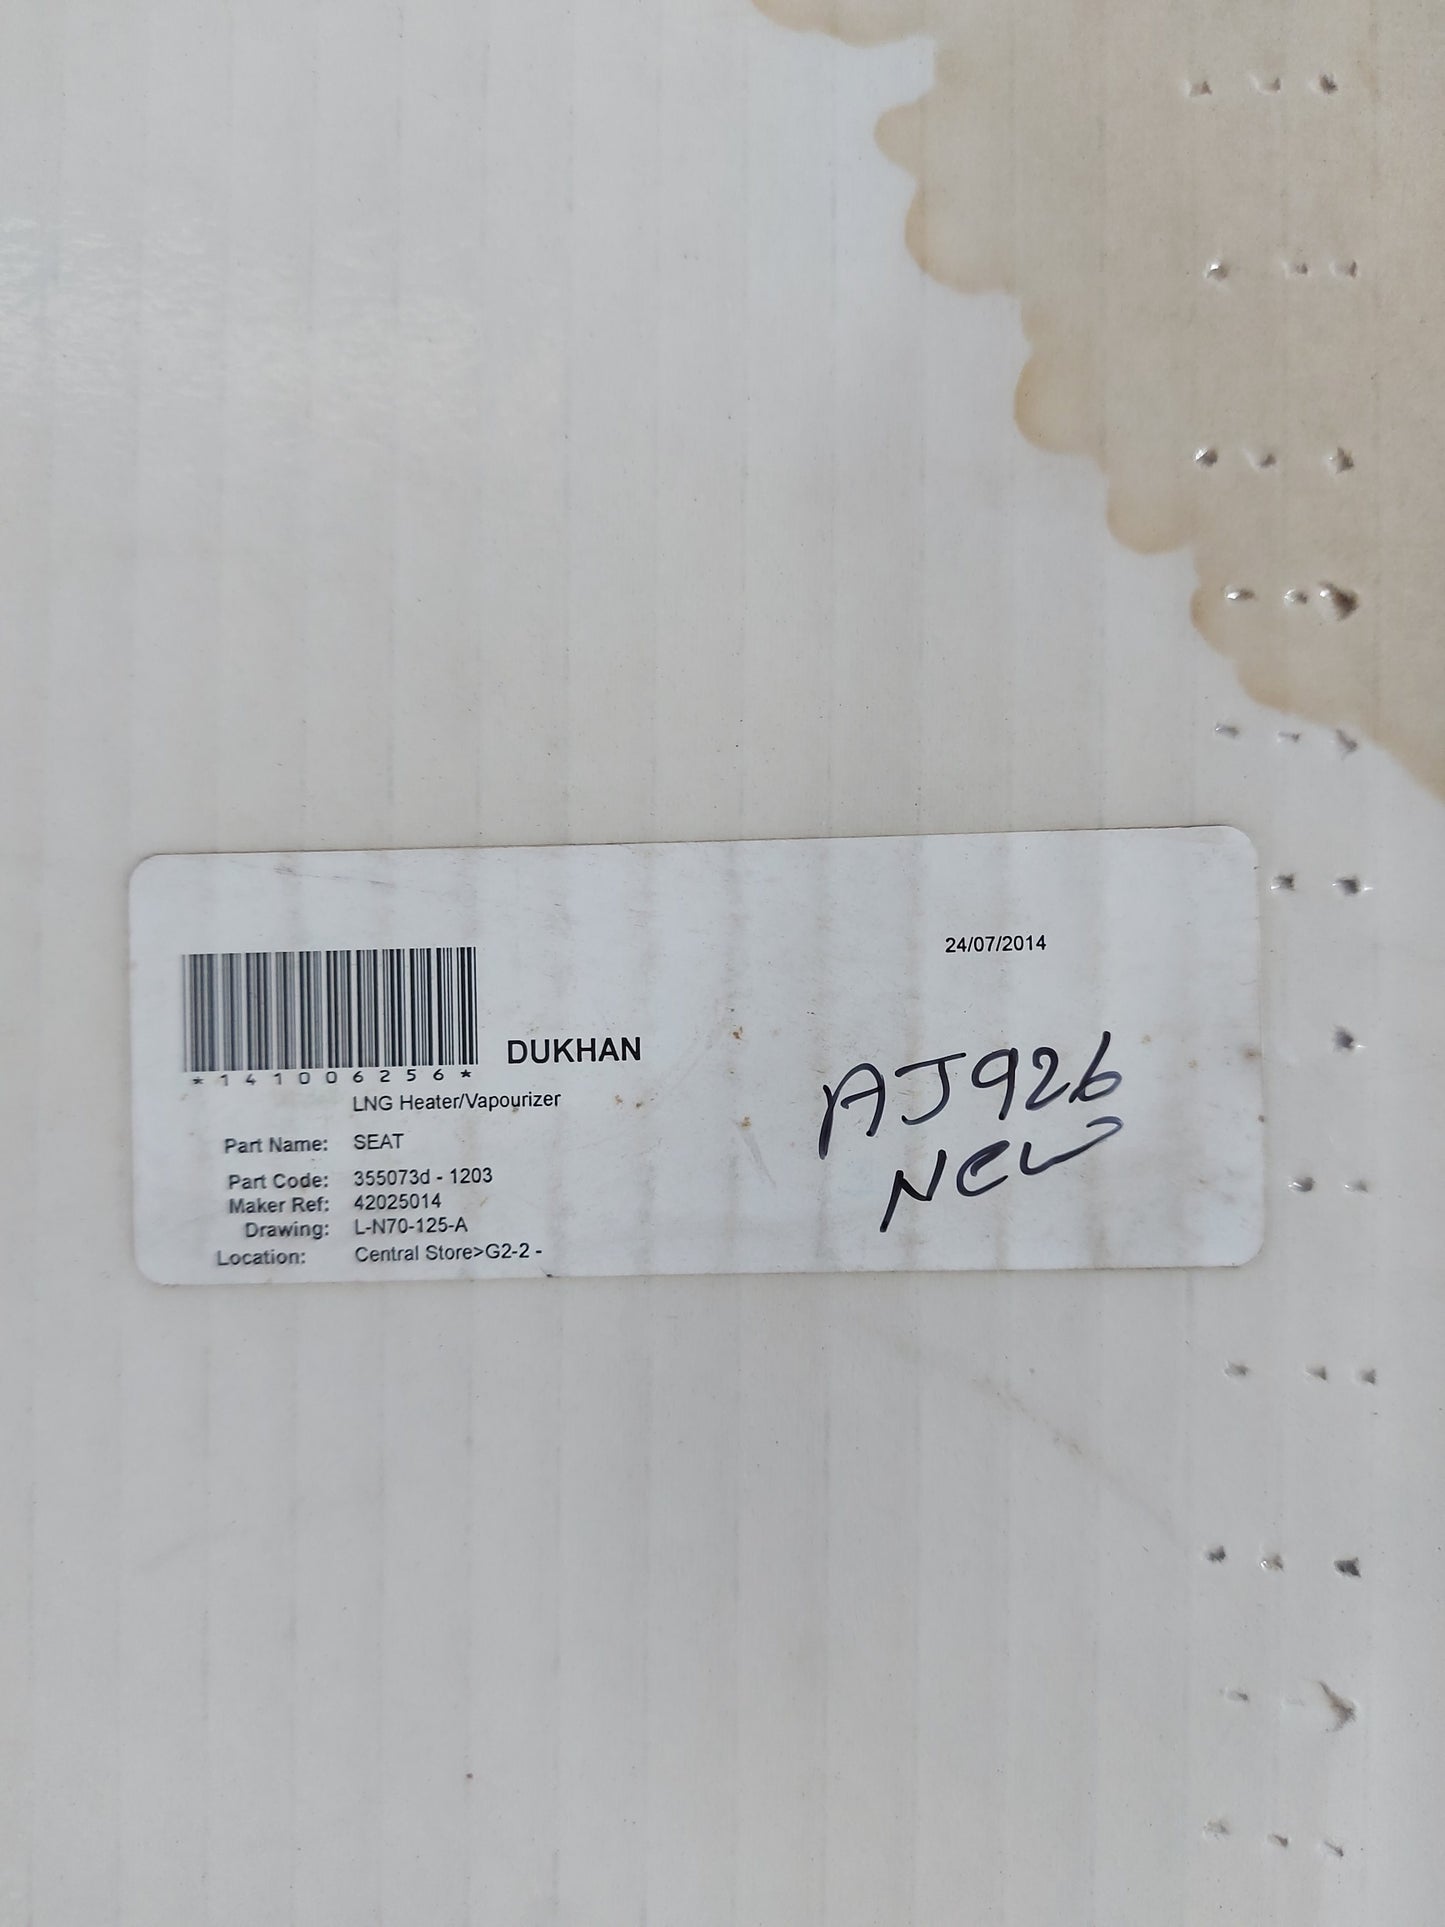 24/07/2014
*141006256*
DUKHAN
LNG Heater/Vapourizer
Part Name: SEAT
Part Code: 355073d - 1203
Maker Ref: 42025014
Drawing: L-N70-125-A
Location: Central Store>G2-2 -
AJ926
NEW